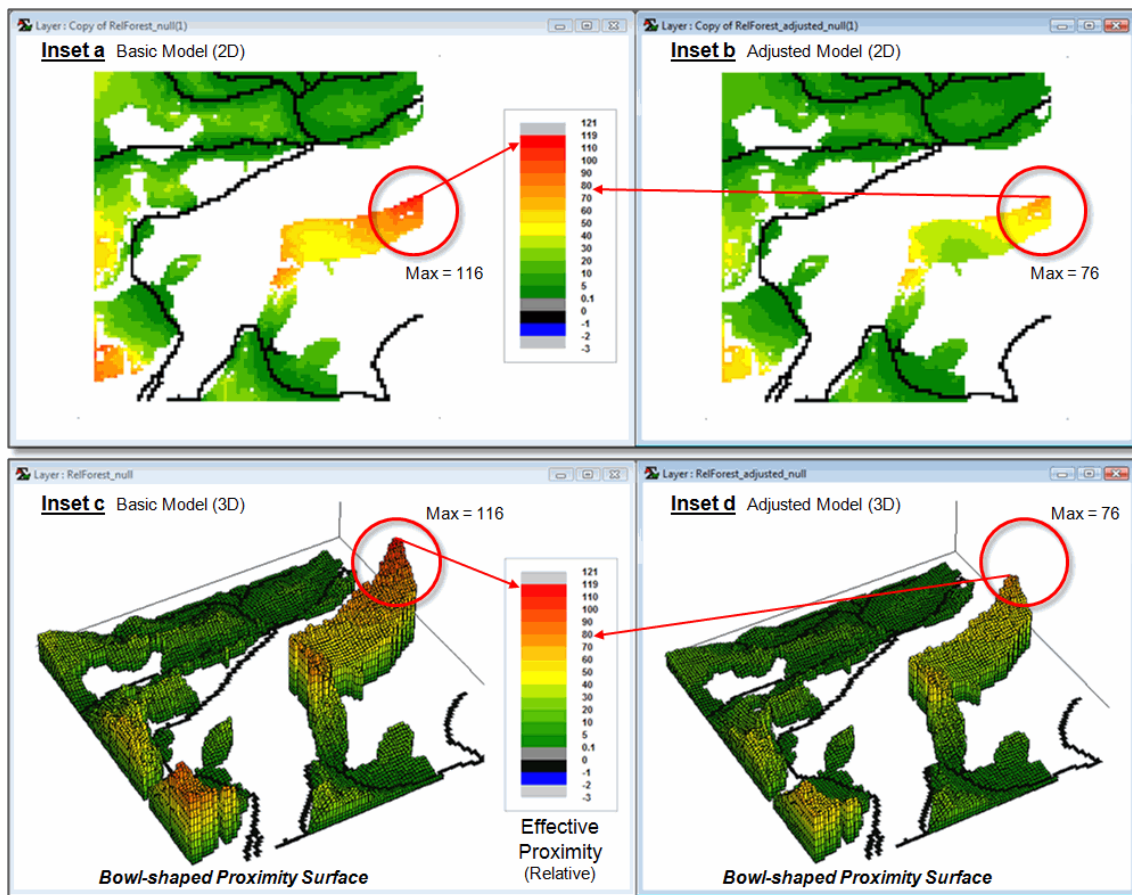 Layer : Copy of RelForest_null(1)
Inset a Basic Model (2D)
Max = 116
121
119
110
100
90
80
70
60
50
40
30
20
10
5
0.1
0
-1
-2
-3
Layer : Copy of RelForest_adjusted_null(1)
Inset b Adjusted Model (2D)
Max = 76
Layer : RelForest_null
Inset c Basic Model (3D)
Max = 116
121
119
110
100
90
80
70
60
50
40
30
20
10
5
0.1
0
-1
-2
-3
Effective
Proximity
(Relative)
Bowl-shaped Proximity Surface
Layer : RelForest_adjusted_null
Inset d Adjusted Model (3D)
Max = 76
Bowl-shaped Proximity Surface